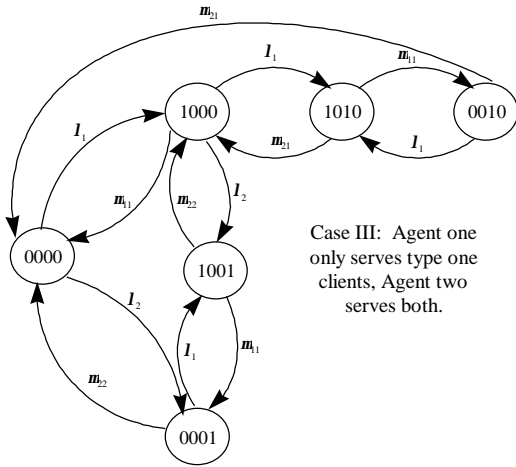 m₂₁
l₁
m₁₁
1000
1010
0010
l₁
m₂₁
l₁
m₁₁
m₂₂
l₂
Case III: Agent one
only serves type one
clients, Agent two
serves both.
0000
1001
l₂
l₁
m₁₁
m₂₂
0001